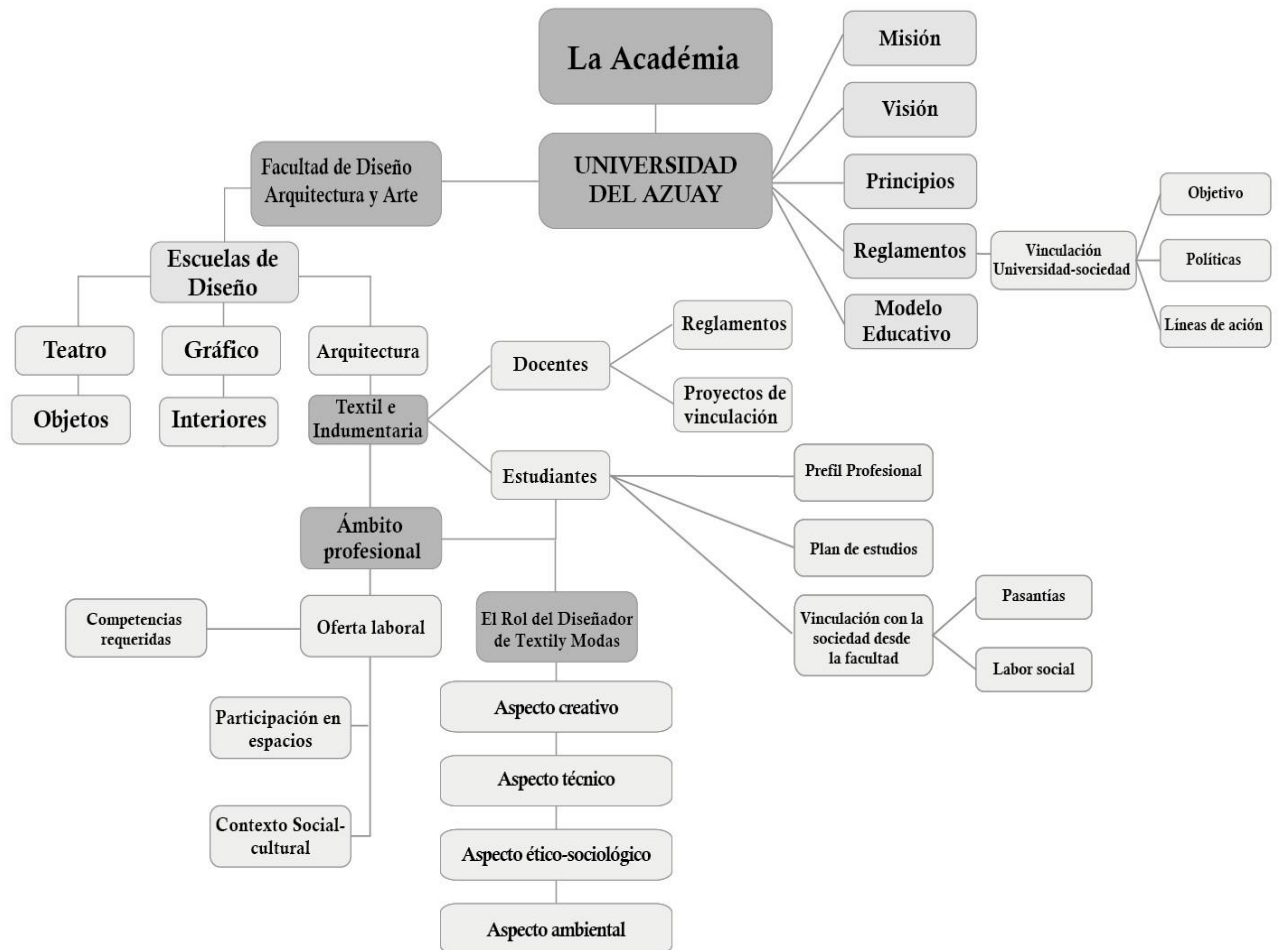 La Académia
UNIVERSIDAD
DEL AZUAY
Misión
Visión
Principios
Reglamentos
Modelo
Educativo
Vinculación
Universidad-sociedad
Objetivo
Políticas
Líneas de acción
Facultad de Diseño
Arquitectura y Arte
Escuelas de
Diseño
Teatro
Gráfico
Arquitectura
Objetos
Interiores
Textil e
Indumentaria
Docentes
Reglamentos
Proyectos de
vinculación
Estudiantes
Prefil Profesional
Plan de estudios
Vinculación con la
sociedad desde
la facultad
Pasantías
Labor social
Ámbito
profesional
Oferta laboral
Competencias
requeridas
Participación en
espacios
Contexto Social-
cultural
El Rol del Diseñador
de Textily Modas
Aspecto creativo
Aspecto técnico
Aspecto ético-sociológico
Aspecto ambiental